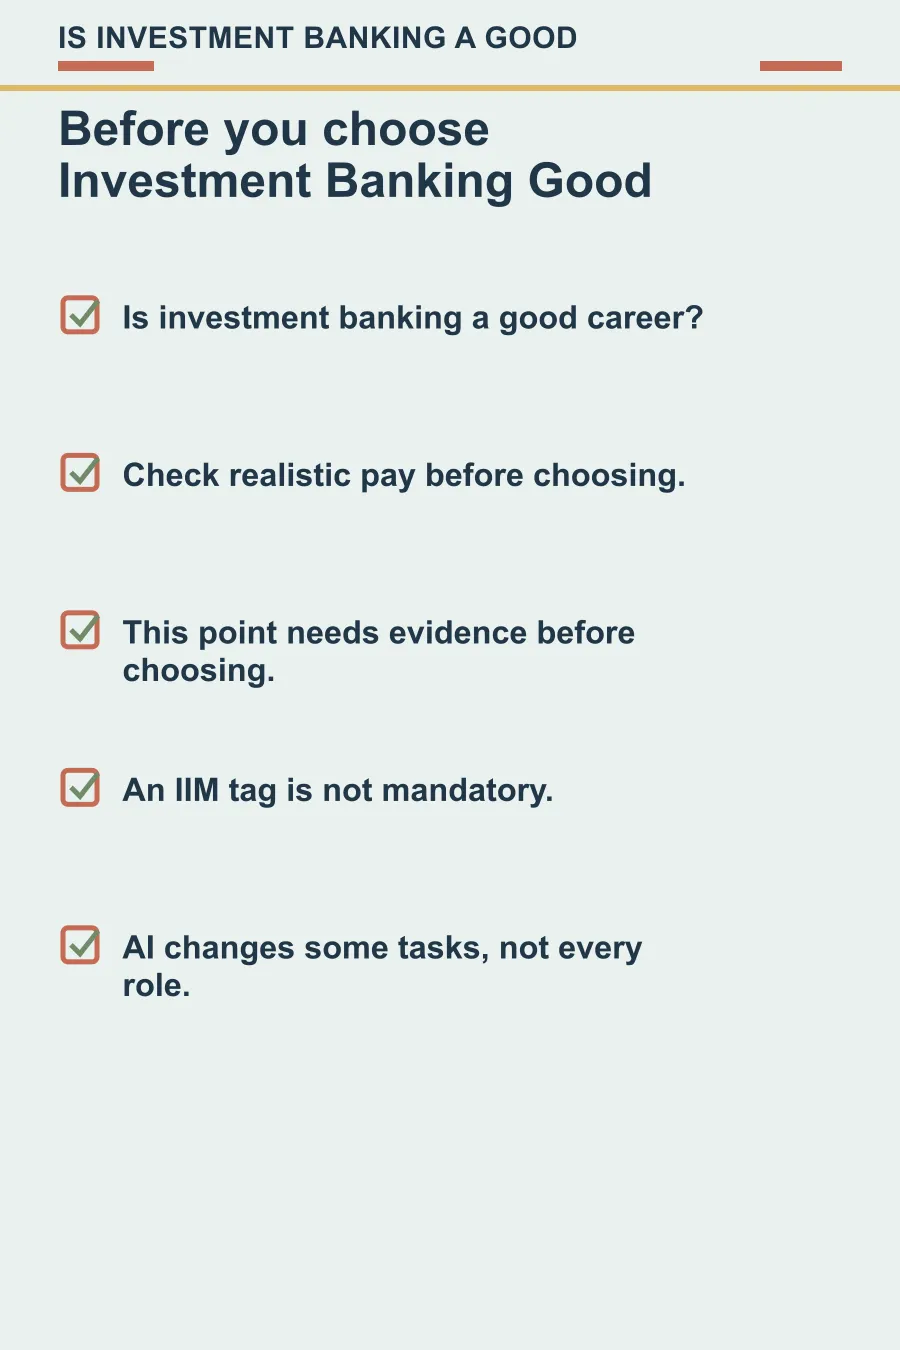 IS INVESTMENT BANKING A GOOD
Before you choose
Investment Banking Good
Is investment banking a good career?
Check realistic pay before choosing.
This point needs evidence before
choosing.
An IIM tag is not mandatory.
AI changes some tasks, not every
role.